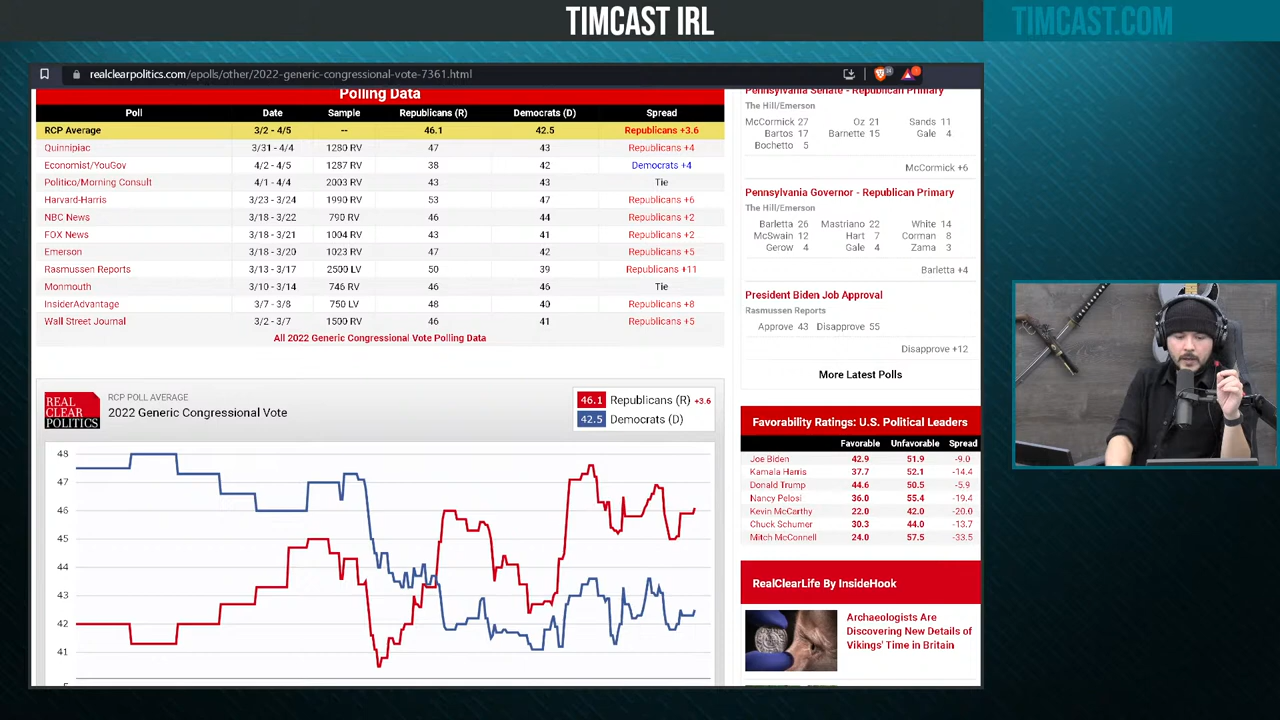 TIMCAST IRL
TIMCAST.COM
realclearpolitics.com/epolls/other/2022-generic-congressional-vote-7361.html
Polling Data
Poll Date Sample Republicans (R) Democrats (D) Spread
RCP Average 3/2 - 4/5 -- 46.1 42.5 Republicans +3.6
Quinnipiac 3/31 - 4/4 1280 RV 47 43 Republicans +4
Economist/YouGov 4/2 - 4/5 1287 RV 38 42 Democrats +4
Politico/Morning Consult 4/1 - 4/4 2003 RV 43 43 Tie
Harvard-Harris 3/23 - 3/24 1990 RV 53 47 Republicans +6
NBC News 3/18 - 3/22 790 RV 46 44 Republicans +2
FOX News 3/18 - 3/21 1004 RV 43 41 Republicans +2
Emerson 3/18 - 3/20 1023 RV 47 42 Republicans +5
Rasmussen Reports 3/13 - 3/17 2500 LV 50 39 Republicans +11
Monmouth 3/10 - 3/14 746 RV 46 46 Tie
InsiderAdvantage 3/7 - 3/8 750 LV 48 40 Republicans +8
Wall Street Journal 3/2 - 3/7 1500 RV 46 41 Republicans +5
All 2022 Generic Congressional Vote Polling Data
REAL
CLEAR
POLITICS
RCP POLL AVERAGE
2022 Generic Congressional Vote
46.1 Republicans (R) +3.6
42.5 Democrats (D)
48
47
46
45
44
43
42
41
Pennsylvania Senate - Republican Primary
The Hill/Emerson
McCormick 27 Oz 21 Sands 11
Bartos 17 Barnette 15 Gale 4
Bochetto 5
McCormick +6
Pennsylvania Governor - Republican Primary
The Hill/Emerson
Barletta 26 Mastriano 22 White 14
McSwain 12 Hart 7 Corman 8
Gerow 4 Gale 4 Zama 3
Barletta +4
President Biden Job Approval
Rasmussen Reports
Approve 43 Disapprove 55
Disapprove +12
More Latest Polls
Favorability Ratings: U.S. Political Leaders
Favorable Unfavorable Spread
Joe Biden 42.9 51.9 -9.0
Kamala Harris 37.7 52.1 -14.4
Donald Trump 44.6 50.5 -5.9
Nancy Pelosi 36.0 55.4 -19.4
Kevin McCarthy 22.0 42.0 -20.0
Chuck Schumer 30.3 44.0 -13.7
Mitch McConnell 24.0 57.5 -33.5
RealClearLife By InsideHook
Archaeologists Are
Discovering New Details of
Vikings' Time in Britain